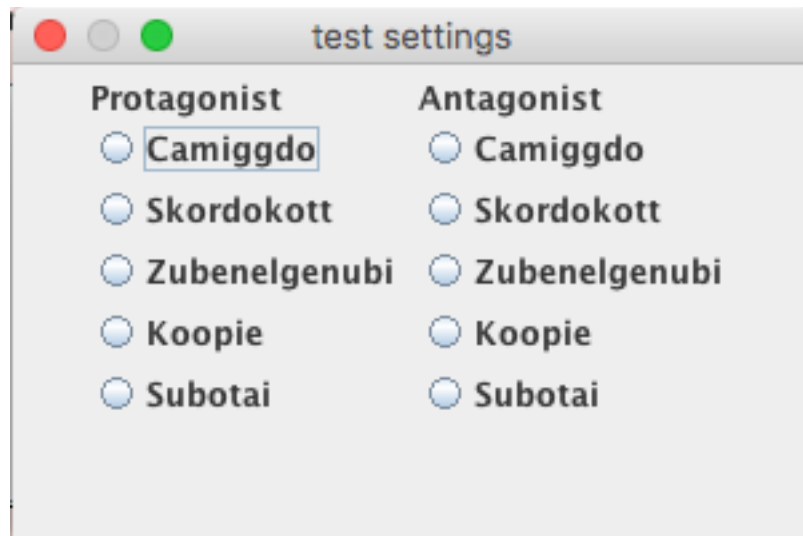 test settings
Protagonist Antagonist
Camiggdo Camiggdo
Skordokott Skordokott
Zubenelgenubi Zubenelgenubi
Koopie Koopie
Subotai Subotai